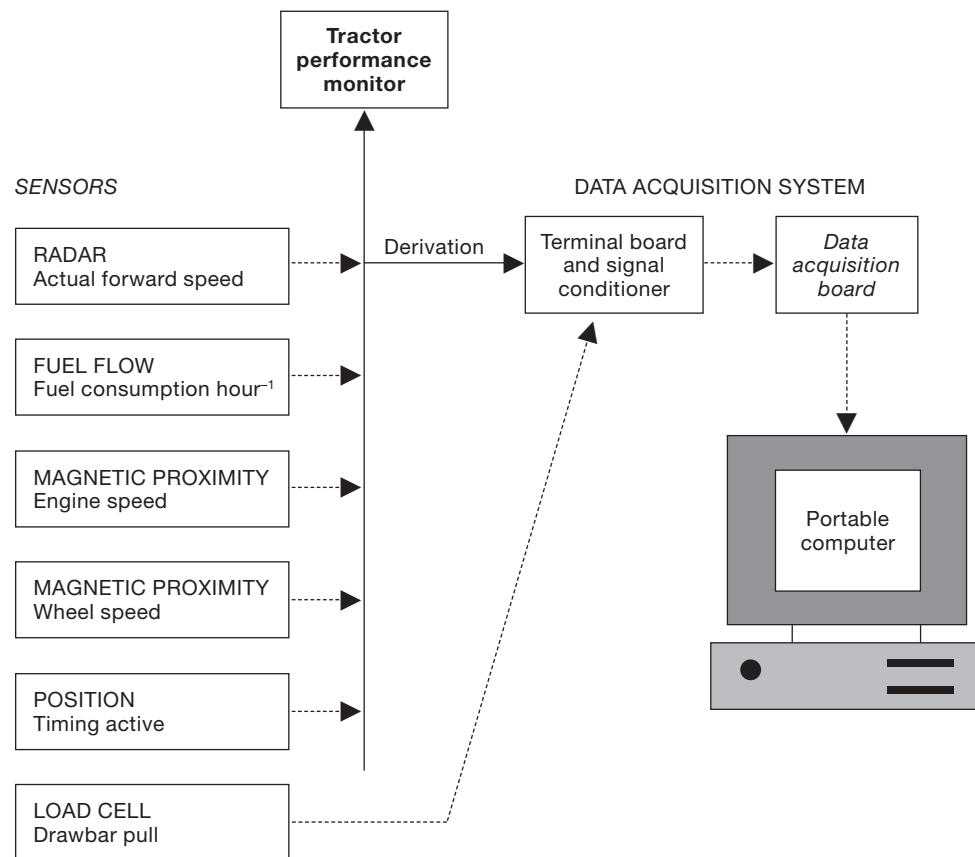 Tractor
performance
monitor
SENSORS
DATA ACQUISITION SYSTEM
RADAR
Actual forward speed
Derivation
Terminal board
and signal
conditioner
Data
acquisition
board
FUEL FLOW
Fuel consumption hour⁻¹
MAGNETIC PROXIMITY
Engine speed
Portable
computer
MAGNETIC PROXIMITY
Wheel speed
POSITION
Timing active
LOAD CELL
Drawbar pull